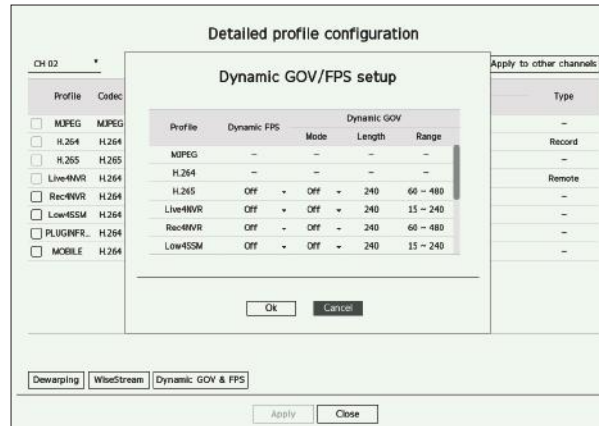 Detailed profile configuration
CH 02
Apply to other channels
Dynamic GOV/FPS setup
Profile Codec Type
Profile Dynamic FPS Dynamic GOV
Mode Length Range
MJPEG MJPEG –
H.264 H.264 Record
H.265 H.265 –
Live4NVR H.264 Remote
Rec4NVR H.264 –
Low4SSM H.264 –
PLUGINFR... H.264 –
MOBILE H.264 –
MJPEG – – – –
H.264 – – – –
H.265 Off Off 240 60 ~ 480
Live4NVR Off Off 240 15 ~ 240
Rec4NVR Off Off 240 60 ~ 480
Low4SSM Off Off 240 15 ~ 240
Ok Cancel
Dewarping WiseStream Dynamic GOV & FPS
Apply Close